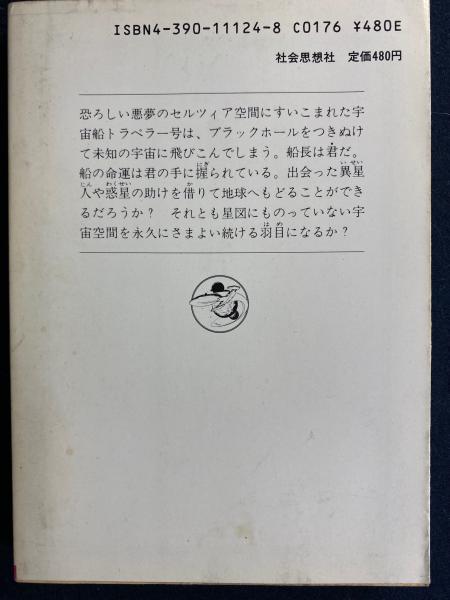 ISBN4-390-11124-8 C0176 ¥480E
社会思想社 定価480円
恐ろしい悪夢のセルツィア空間にすいこまれた宇
宙船トラベラー号は、ブラックホールをつきぬけ
て未知の宇宙に飛びこんでしまう。船長は君だ。
船の命運は君の手に握られている。出会った異星
人や惑星の助けを借りて地球へもどることができ
るだろうか? それとも星図にものっていない宇
宙空間を永久にさまよい続ける羽目になるか?